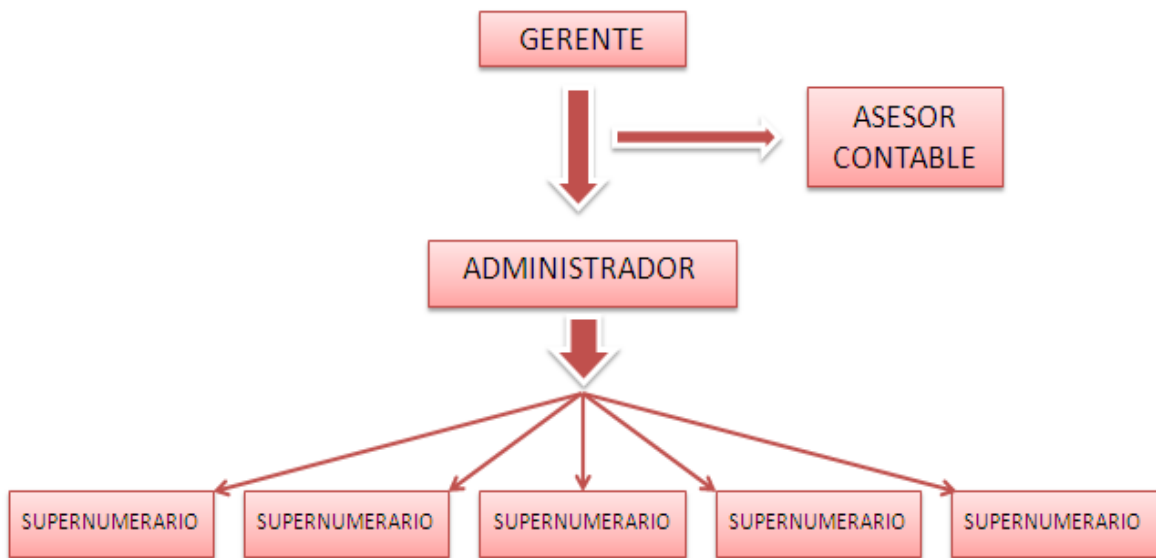 GERENTE
ASESOR
CONTABLE
ADMINISTRADOR
SUPERNUMERARIO
SUPERNUMERARIO
SUPERNUMERARIO
SUPERNUMERARIO
SUPERNUMERARIO